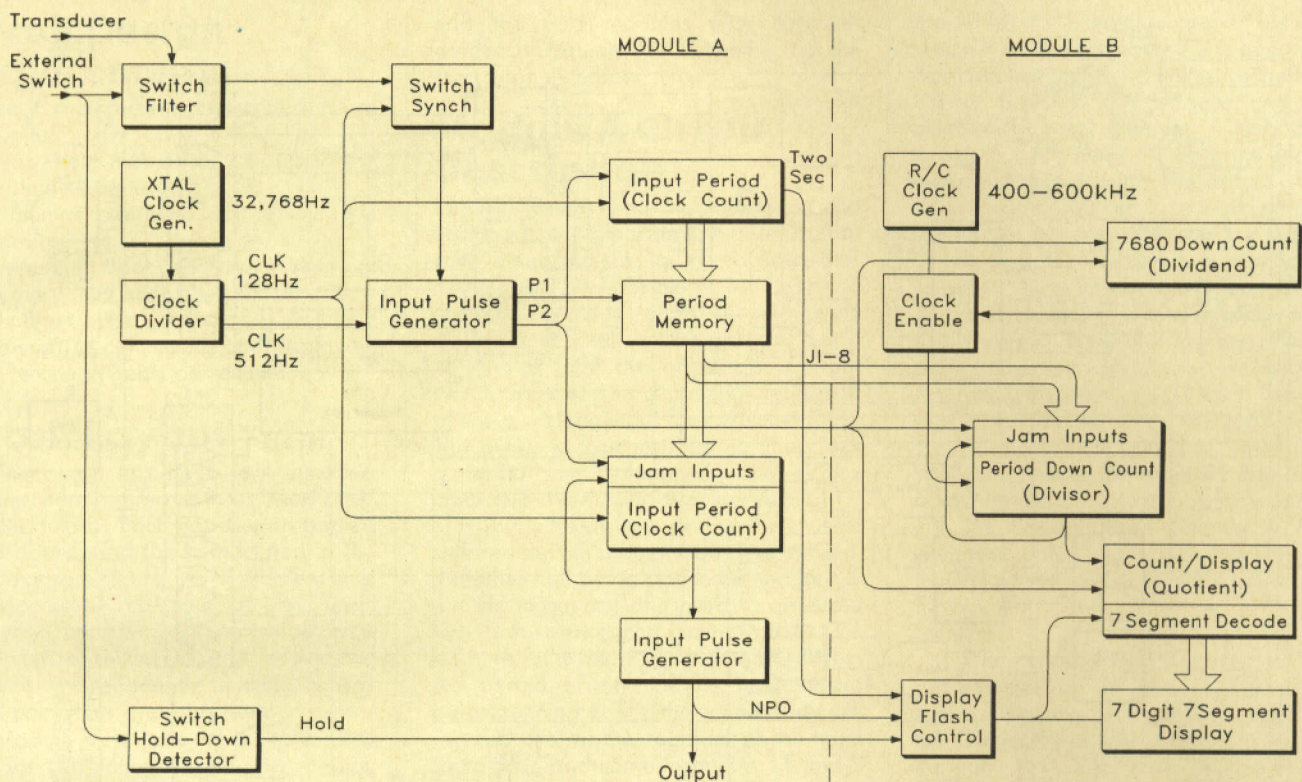 Transducer
External
Switch
Switch
Filter
Switch
Synch
MODULE A
MODULE B
XTAL
Clock
Gen.
32,768Hz
Input Period
(Clock Count)
Two
Sec
R/C
Clock
Gen
400-600kHz
7680 Down Count
(Dividend)
CLK
128Hz
Clock
Divider
CLK
512Hz
Input Pulse
Generator
P1
P2
Period
Memory
Clock
Enable
JI-8
Jam Inputs
Period Down Count
(Divisor)
Jam Inputs
Input Period
(Clock Count)
Count/Display
(Quotient)
7 Segment Decode
Input Pulse
Generator
NPO
Display
Flash
Control
7 Digit 7 Segment
Display
Switch
Hold-Down
Detector
Hold
Output